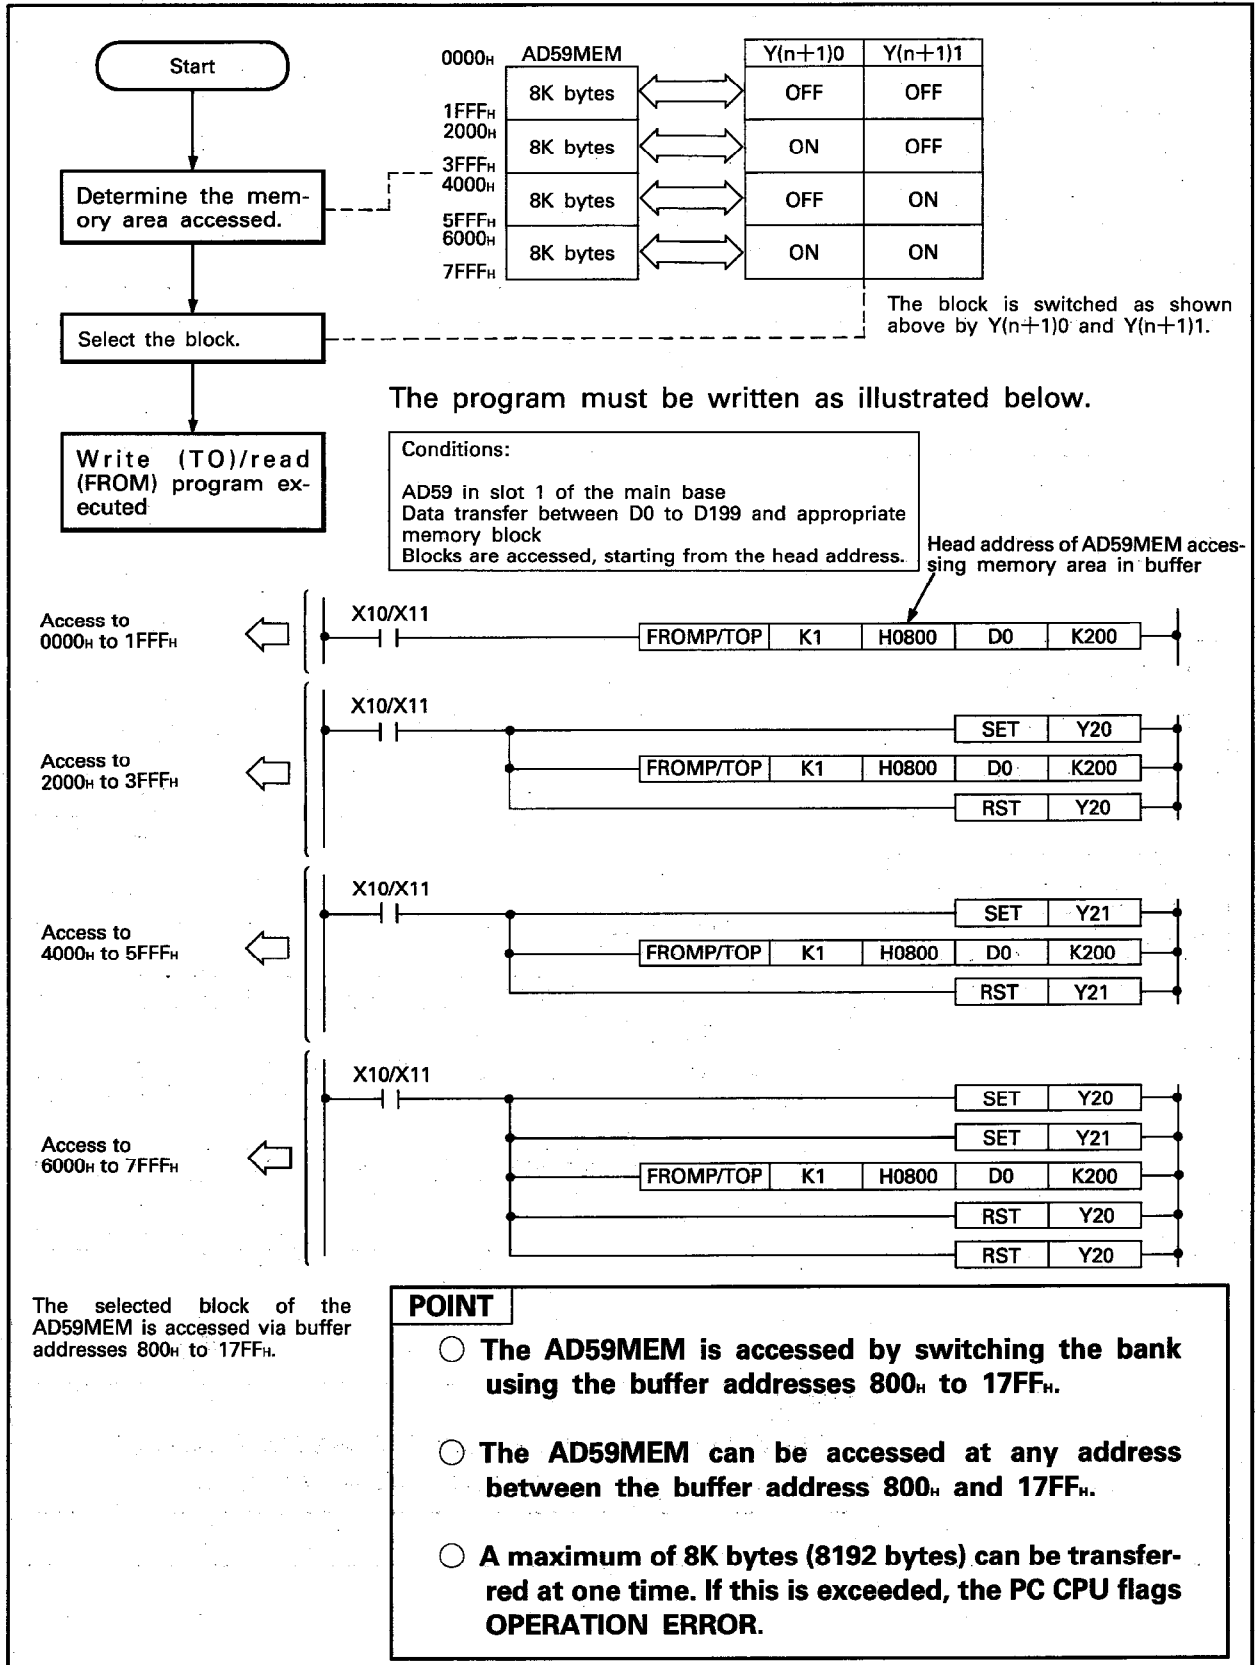 Start
0000H AD59MEM Y(n+1)0 Y(n+1)1
8K bytes OFF OFF
1FFFH
2000H
8K bytes ON OFF
3FFFH
4000H
8K bytes OFF ON
5FFFH
6000H
8K bytes ON ON
7FFFH
Determine the mem-
ory area accessed.
The block is switched as shown
above by Y(n+1)0 and Y(n+1)1.
Select the block.
The program must be written as illustrated below.
Write (TO)/read
(FROM) program ex-
ecuted
Conditions:
AD59 in slot 1 of the main base
Data transfer between D0 to D199 and appropriate
memory block
Blocks are accessed, starting from the head address.
Head address of AD59MEM acces-
sing memory area in buffer
Access to
0000H to 1FFFH
X10/X11
FROMP/TOP K1 H0800 D0 K200
Access to
2000H to 3FFFH
X10/X11
SET Y20
FROMP/TOP K1 H0800 D0 K200
RST Y20
Access to
4000H to 5FFFH
X10/X11
SET Y21
FROMP/TOP K1 H0800 D0 K200
RST Y21
Access to
6000H to 7FFFH
X10/X11
SET Y20
SET Y21
FROMP/TOP K1 H0800 D0 K200
RST Y20
RST Y20
The selected block of the
AD59MEM is accessed via buffer
addresses 800H to 17FFH.
POINT
○ The AD59MEM is accessed by switching the bank
using the buffer addresses 800H to 17FFH.
○ The AD59MEM can be accessed at any address
between the buffer address 800H and 17FFH.
○ A maximum of 8K bytes (8192 bytes) can be transfer-
red at one time. If this is exceeded, the PC CPU flags
OPERATION ERROR.